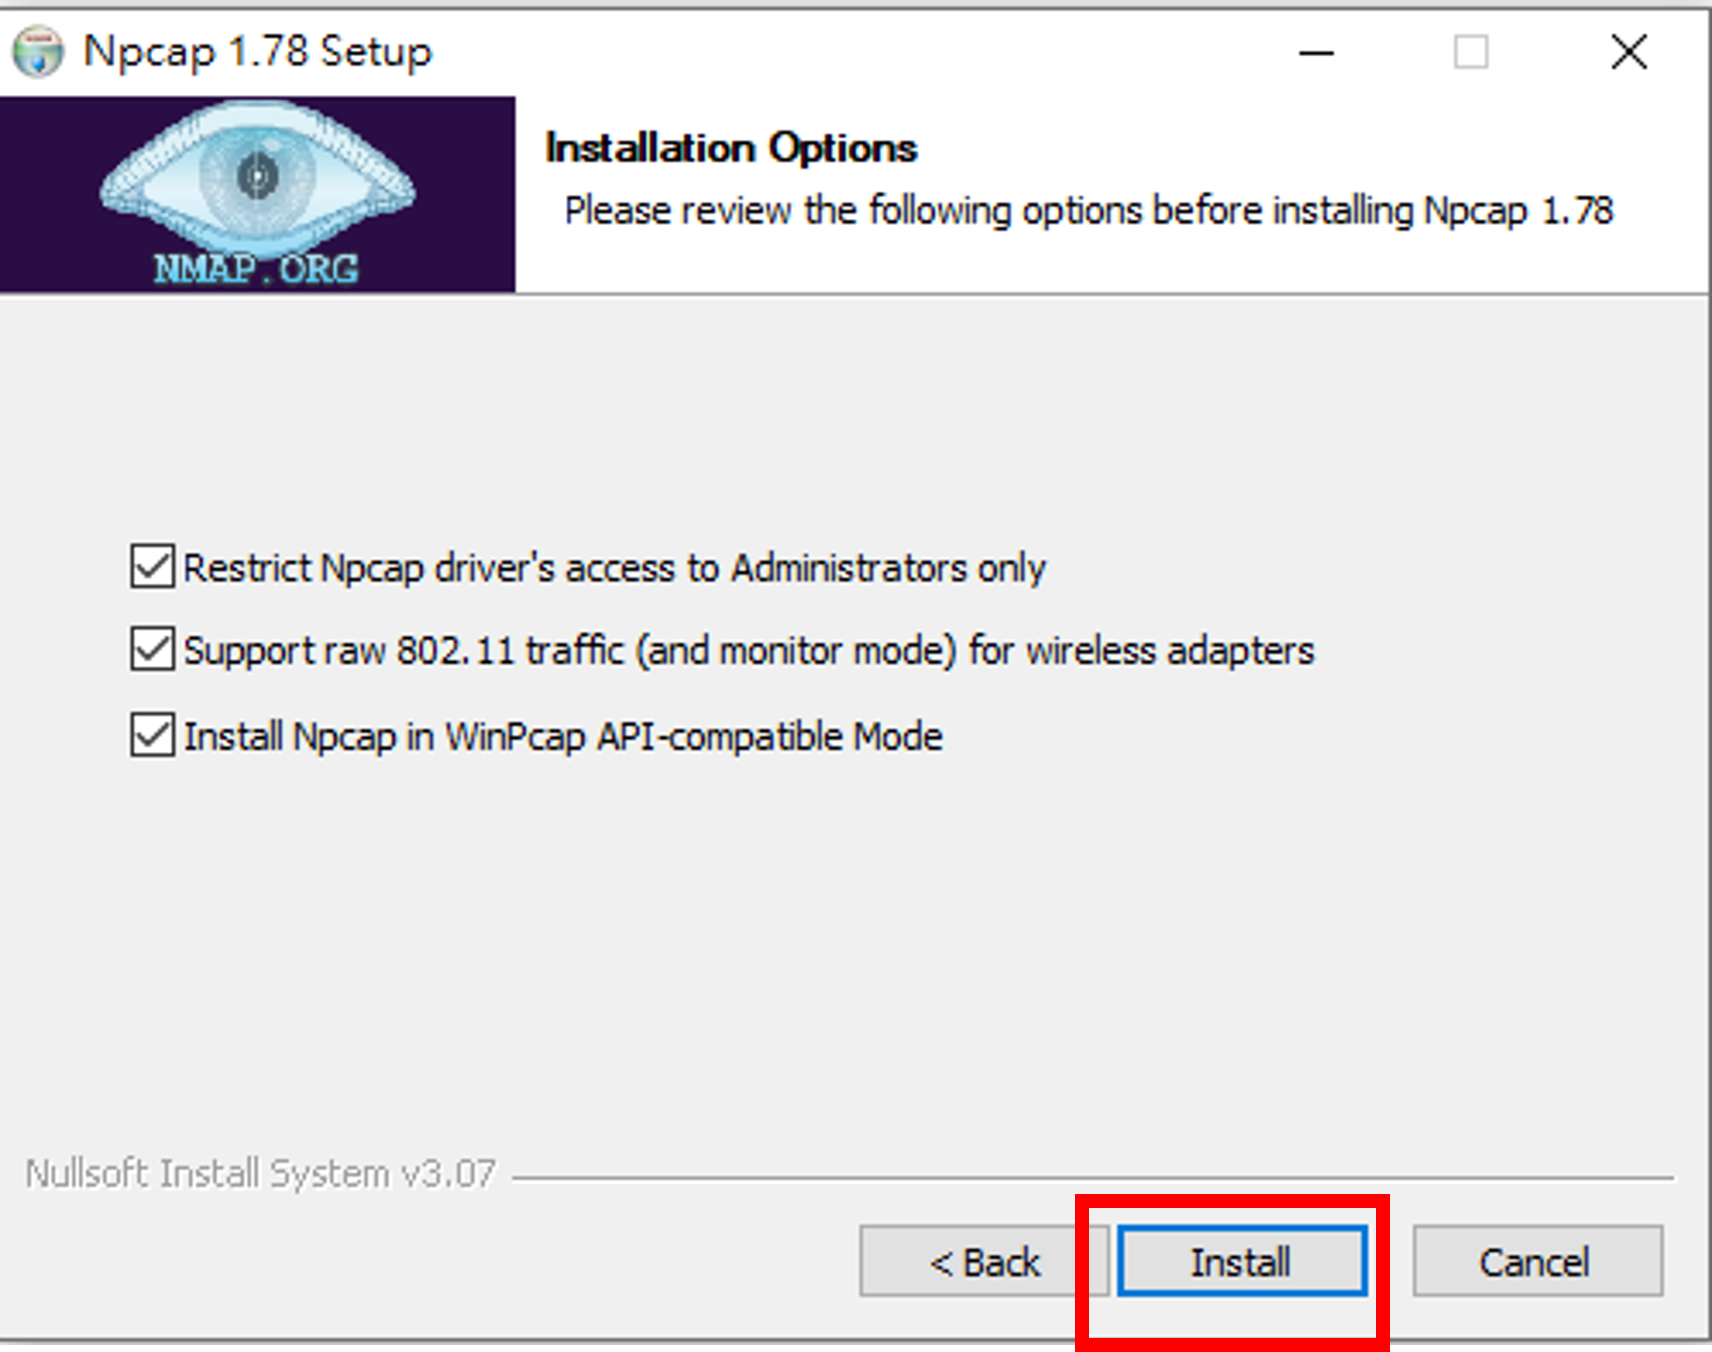 Npcap 1.78 Setup
NMAP.ORG
Installation Options
Please review the following options before installing Npcap 1.78
Restrict Npcap driver's access to Administrators only
Support raw 802.11 traffic (and monitor mode) for wireless adapters
Install Npcap in WinPcap API-compatible Mode
Nullsoft Install System v3.07
< Back
Install
Cancel